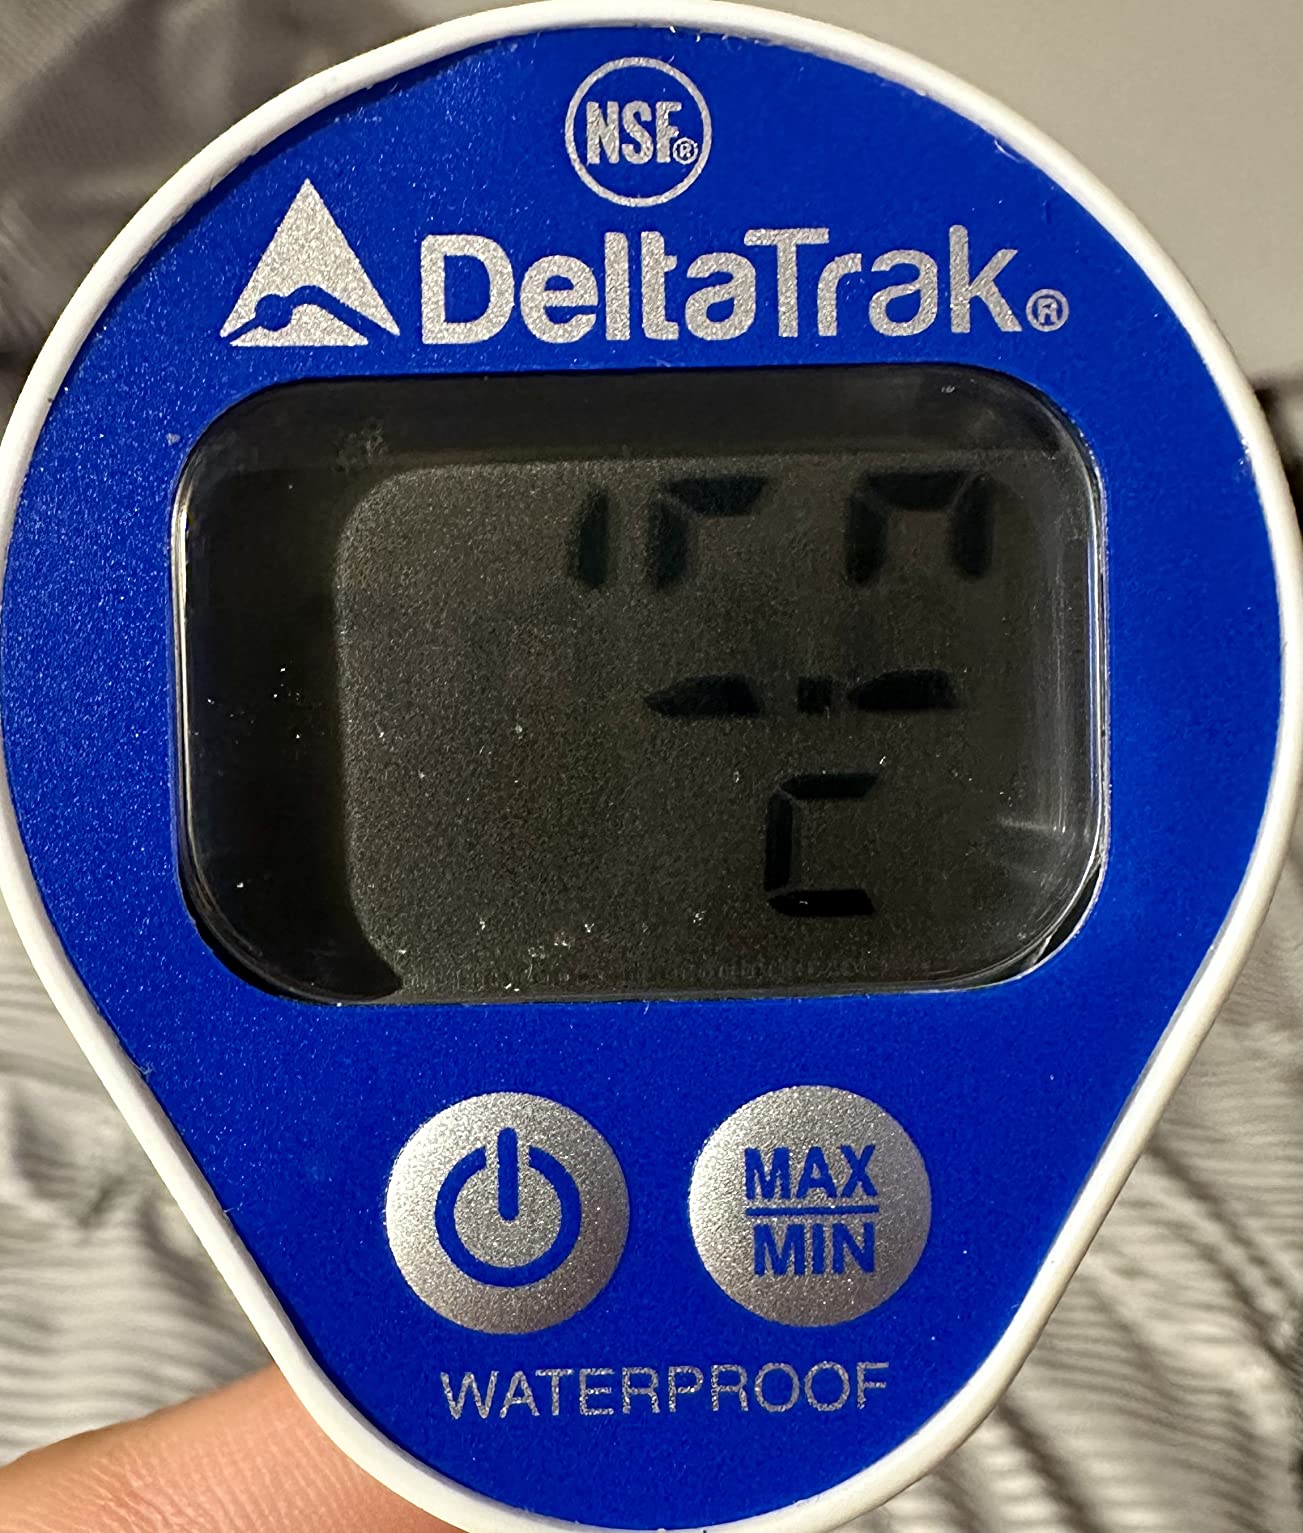 NSF®
DeltaTrak®
C
MAX
MIN
WATERPROOF